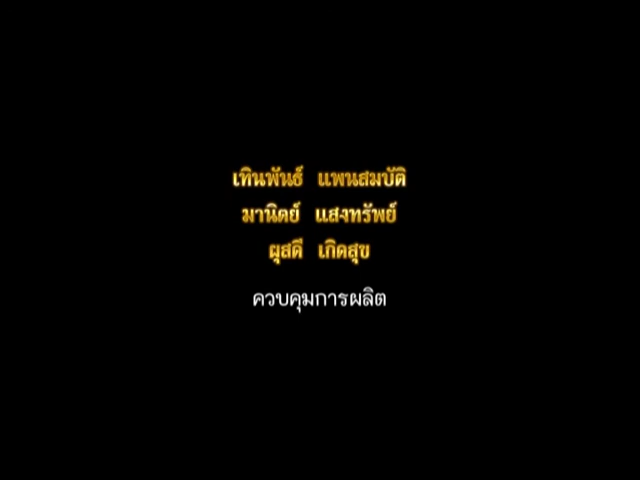 เทินพันธ์ แพนสมบัติ
มานิตย์ แสงทรัพย์
ผุสดี เกิดสุข
ควบคุมการผลิต